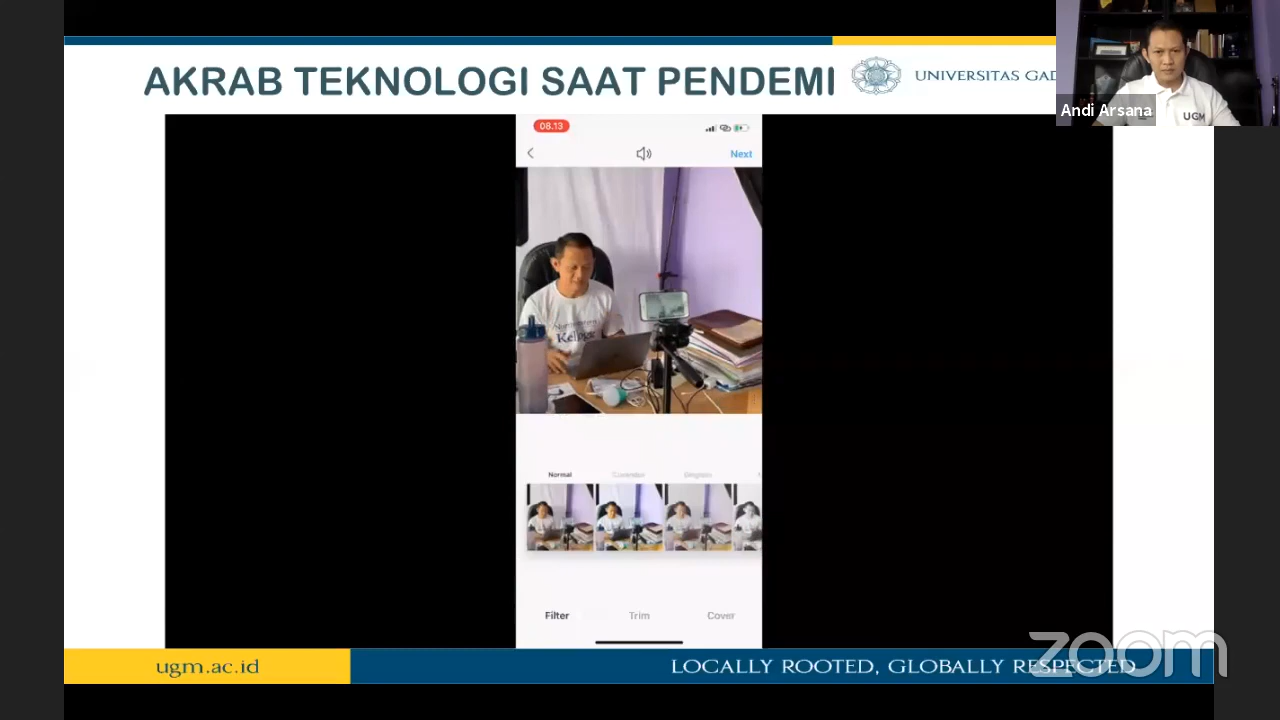 AKRAB TEKNOLOGI SAAT PENDEMI
UNIVERSITAS GAD
Andi Arsana
UGM
08.13
Next
Normal
Filter
Trim
Cover
ugm.ac.id
LOCALLY ROOTED, GLOBALLY RESPECTED
zoom